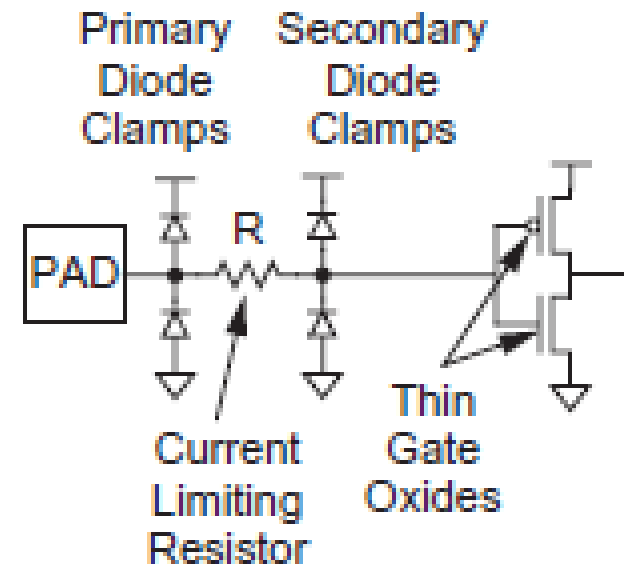 Primary
Diode
Clamps
Secondary
Diode
Clamps
R
PAD
Current
Limiting
Resistor
Thin
Gate
Oxides